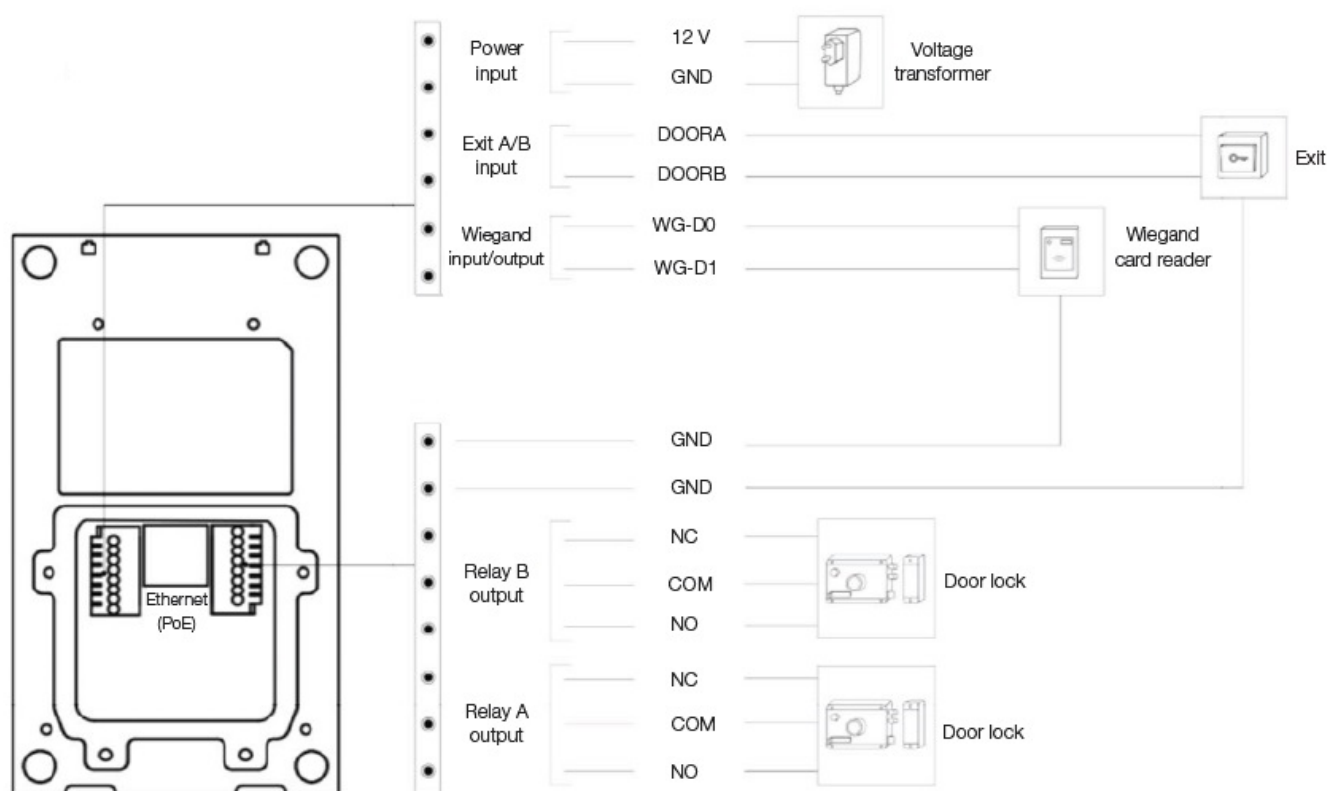 Power
input
12 V
GND
Voltage
transformer
Exit A/B
input
DOORA
DOORB
Exit
Wiegand
input/output
WG-D0
WG-D1
Wiegand
card reader
GND
GND
Relay B
output
NC
COM
NO
Door lock
Ethernet
(PoE)
Relay A
output
NC
COM
NO
Door lock